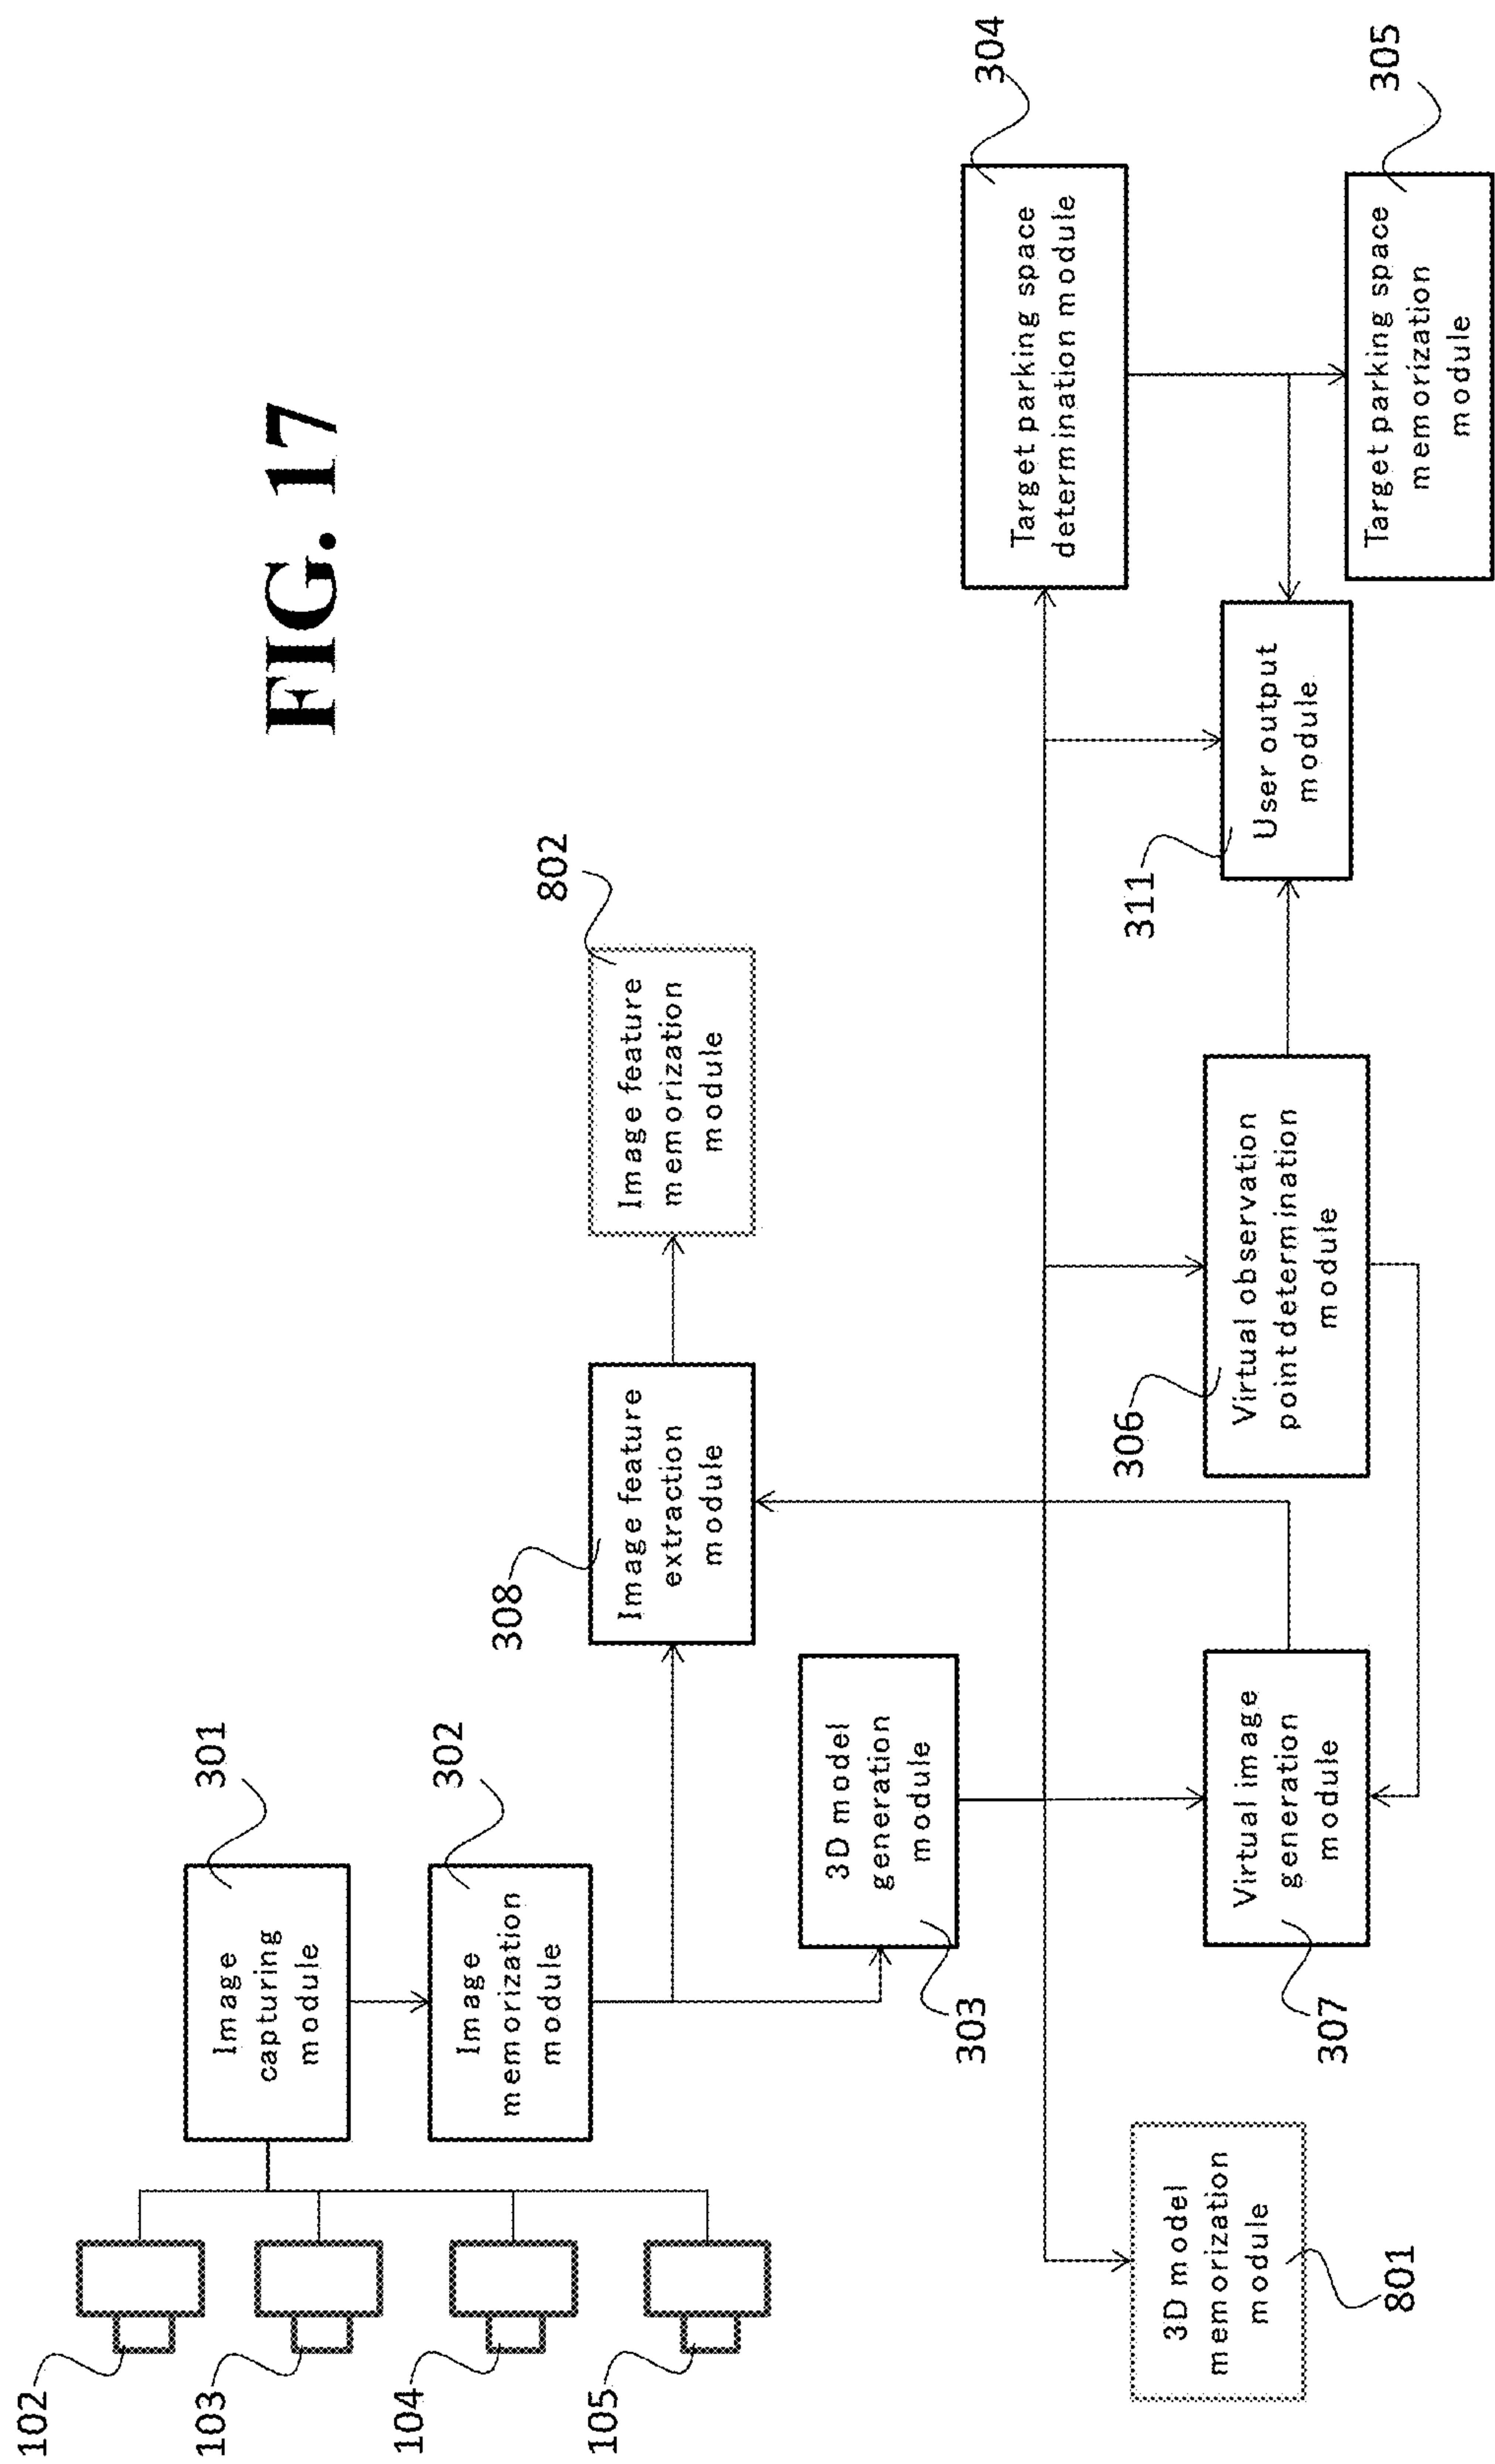 FIG. 17
102
103
104
105
301
Image
capturing
module
302
Image
memorization
module
308
Image feature
extraction
module
802
Image feature
memorization
module
303
3D model
generation
module
801
3D model
memorization
module
307
Virtual image
generation
module
306
Virtual observation
point determination
module
311
User output
module
304
Target parking space
determination module
305
Target parking space
memorization
module